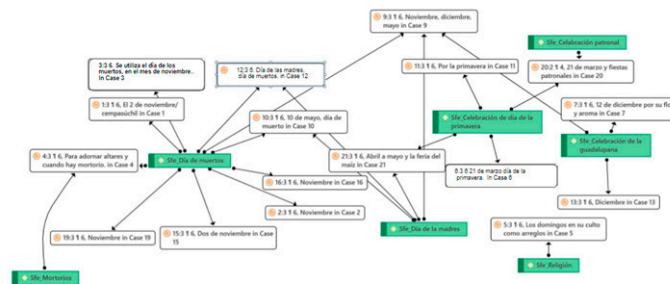 9:3 ¶ 6, Noviembre, diciembre,
mayo in Case 9
Sfe_Celebración patronal
3:3 6. Se utiliza el día de los
muertos, en el mes de noviembre..
In Case 3
12;3 6. Día de las madres,
día de muertos. in Case 12
11:3 ¶ 6, Por la primavera in Case 11
20:2 ¶ 4, 21 de marzo y fiestas
patronales in Case 20
1:1 ¶ 6, El 2 de noviembre/
cempasúchil in Case 1
10:3 ¶ 6, 10 de mayo, día de
muerto in Case 10
Sfe_Celebración de día de la
primavera
7:3 ¶ 6, 12 de diciembre por su flor
y aroma in Case 7
Sfe_Celebración de la
guadalupana
4:3 ¶ 6, Para adornar altares y
cuando hay mortorio. in Case 4
Sfe_Día de muertos
21:3 ¶ 6, Abril a mayo y la feria del
maíz in Case 21
6.3 6.21 de marzo día de la
primavera. In Case 6
16:3 ¶ 6, Noviembre in Case 16
2:3 ¶ 6, Noviembre in Case 2
13:3 ¶ 6, Diciembre in Case 13
19:3 ¶ 6, Noviembre in Case 19
15:3 ¶ 6, Dos de noviembre in Case
15
Sfe_Día de la madres
5:3 ¶ 6, Los domingos en su culto
como arreglos in Case 5
Sfe_Mortorios
Sfe_Religión